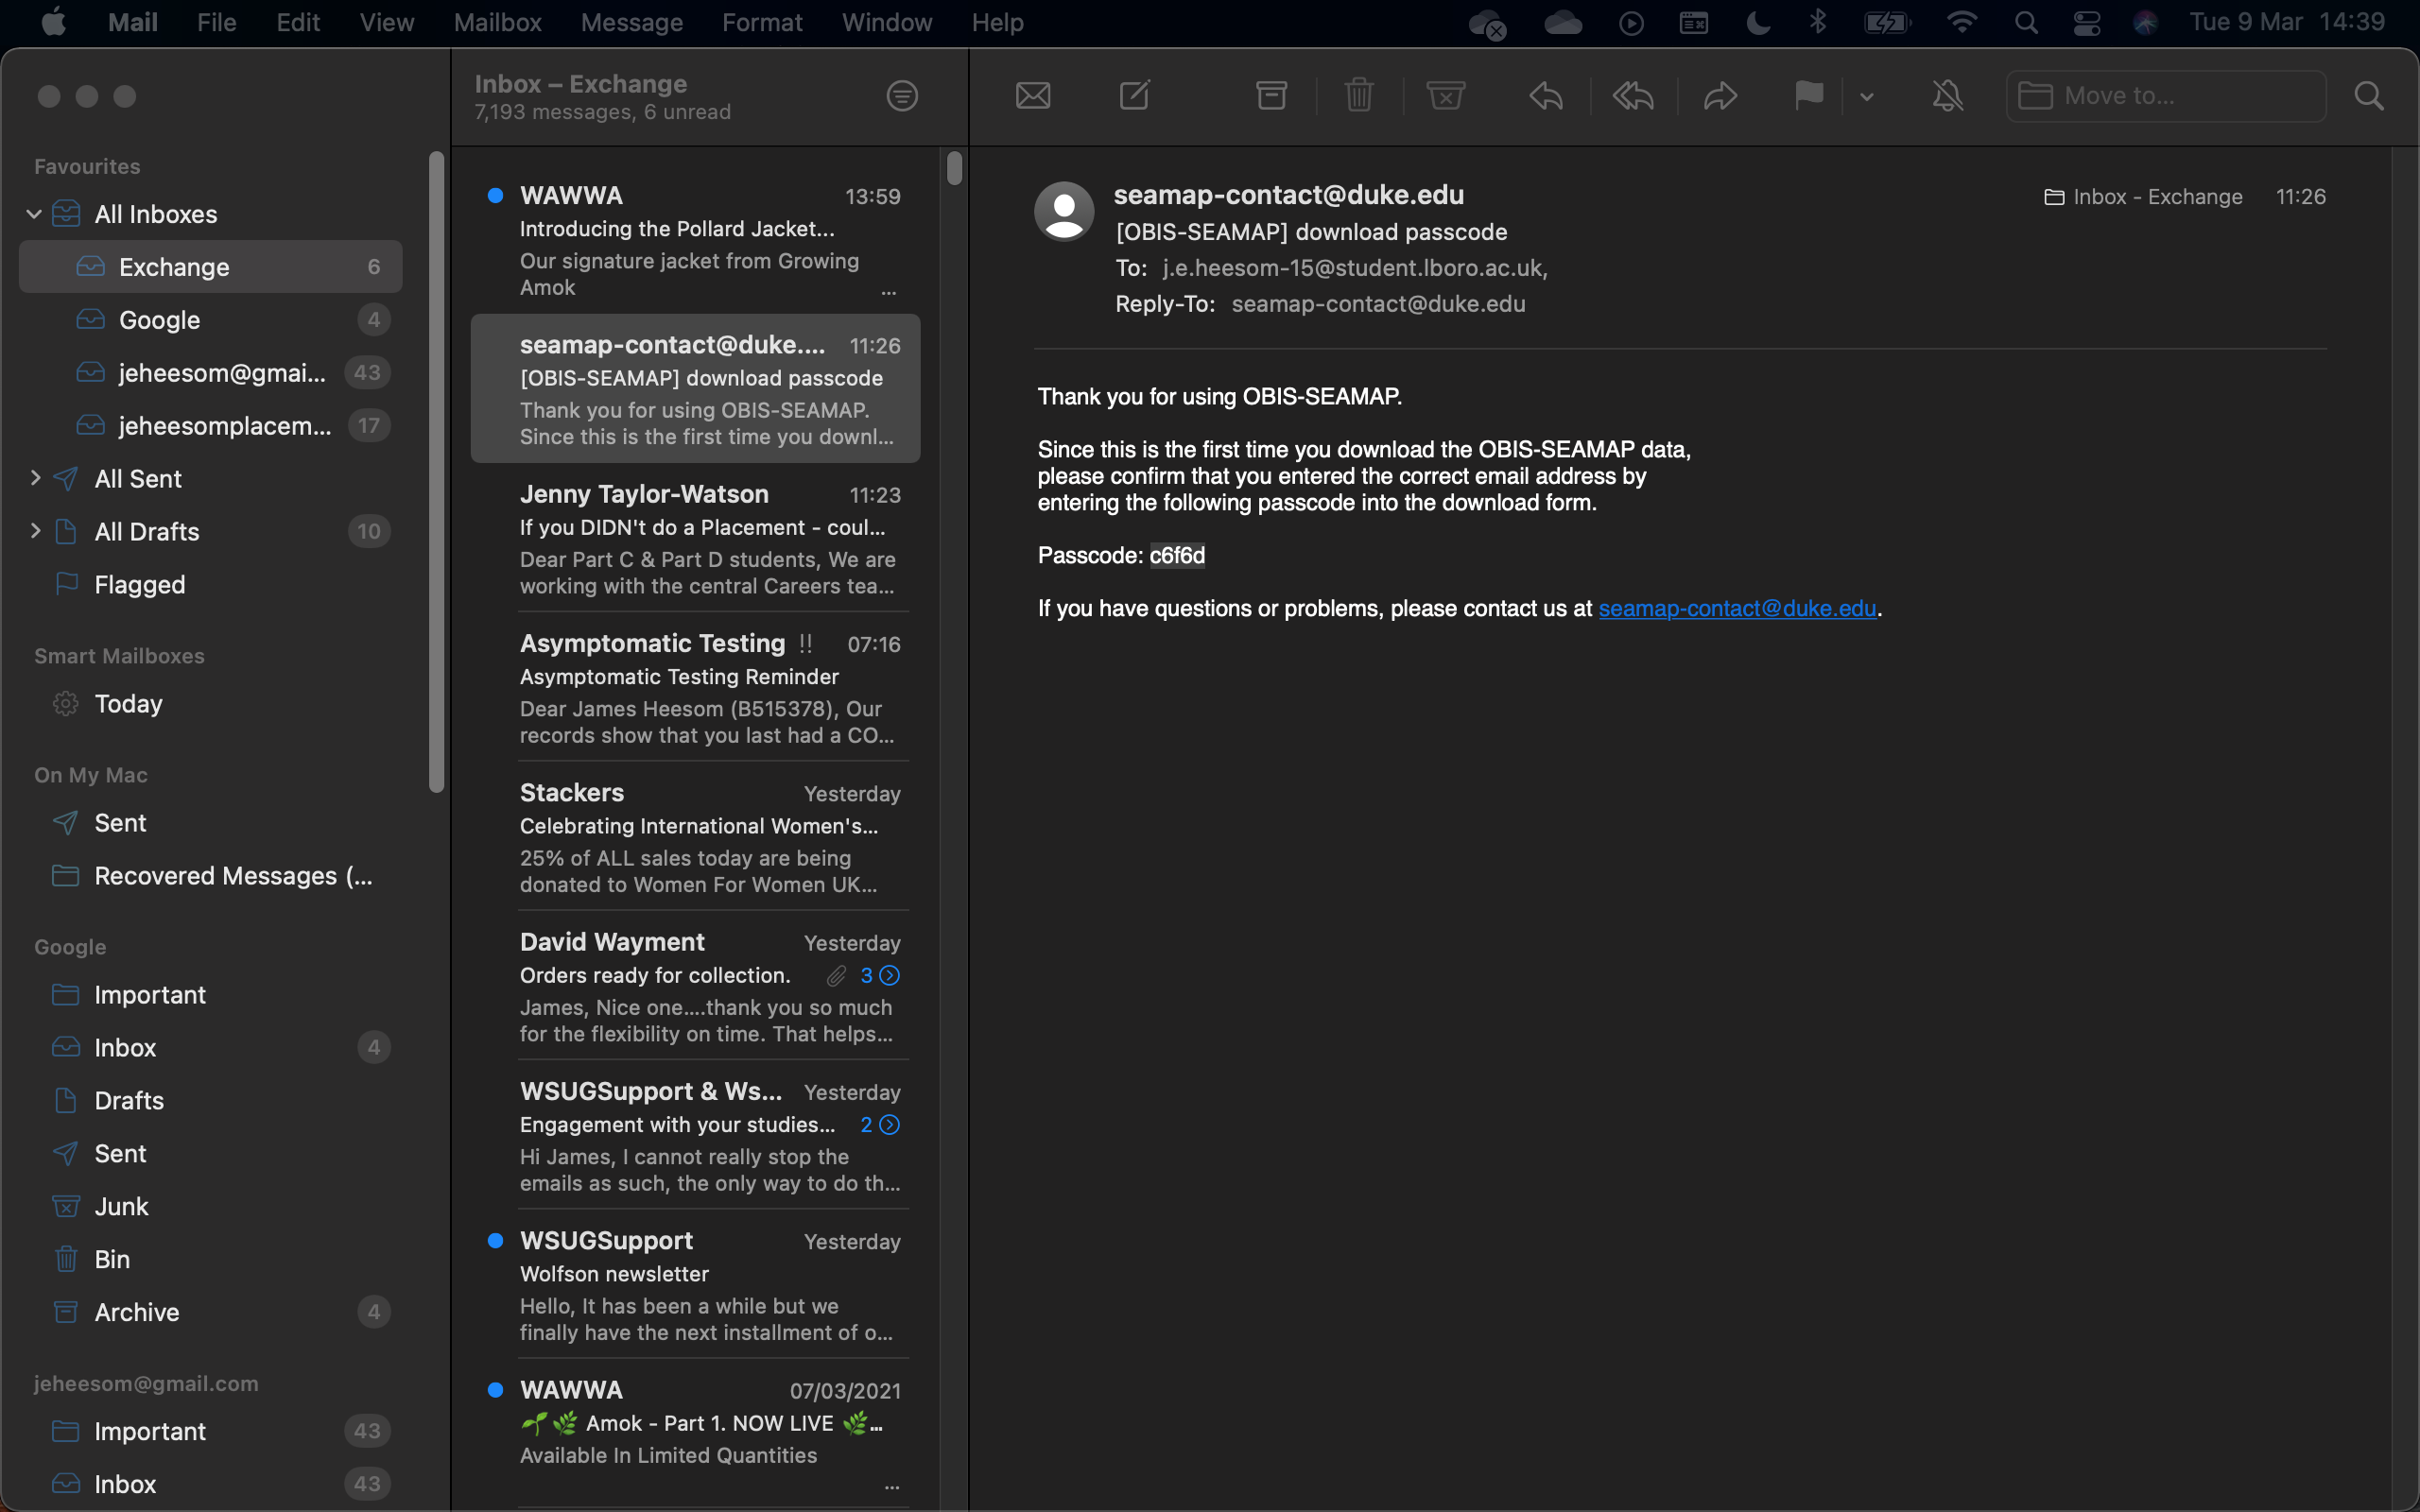 Mail File Edit View Mailbox Message Format Window Help Tue 9 Mar 14:39
Favourites
All Inboxes
Exchange 6
Google 4
jeheesom@gmai... 43
jeheesomplacem... 17
All Sent
All Drafts 10
Flagged
Smart Mailboxes
Today
On My Mac
Sent
Recovered Messages (...
Google
Important
Inbox 4
Drafts
Sent
Junk
Bin
Archive 4
jeheesom@gmail.com
Important 43
Inbox 43
Inbox – Exchange
7,193 messages, 6 unread
WAWWA 13:59
Introducing the Pollard Jacket...
Our signature jacket from Growing
Amok ...
seamap-contact@duke.... 11:26
[OBIS-SEAMAP] download passcode
Thank you for using OBIS-SEAMAP.
Since this is the first time you downl...
Jenny Taylor-Watson 11:23
If you DIDN't do a Placement - coul...
Dear Part C & Part D students, We are
working with the central Careers tea...
Asymptomatic Testing !! 07:16
Asymptomatic Testing Reminder
Dear James Heesom (B515378), Our
records show that you last had a CO...
Stackers Yesterday
Celebrating International Women's...
25% of ALL sales today are being
donated to Women For Women UK...
David Wayment Yesterday
Orders ready for collection. 3
James, Nice one....thank you so much
for the flexibility on time. That helps...
WSUGSupport & Ws... Yesterday
Engagement with your studies... 2
Hi James, I cannot really stop the
emails as such, the only way to do th...
WSUGSupport Yesterday
Wolfson newsletter
Hello, It has been a while but we
finally have the next installment of o...
WAWWA 07/03/2021
🌱🌿 Amok - Part 1. NOW LIVE 🌿...
Available In Limited Quantities
...
Move to...
seamap-contact@duke.edu Inbox - Exchange 11:26
[OBIS-SEAMAP] download passcode
To: j.e.heesom-15@student.lboro.ac.uk,
Reply-To: seamap-contact@duke.edu
Thank you for using OBIS-SEAMAP.
Since this is the first time you download the OBIS-SEAMAP data,
please confirm that you entered the correct email address by
entering the following passcode into the download form.
Passcode: c6f6d
If you have questions or problems, please contact us at seamap-contact@duke.edu.